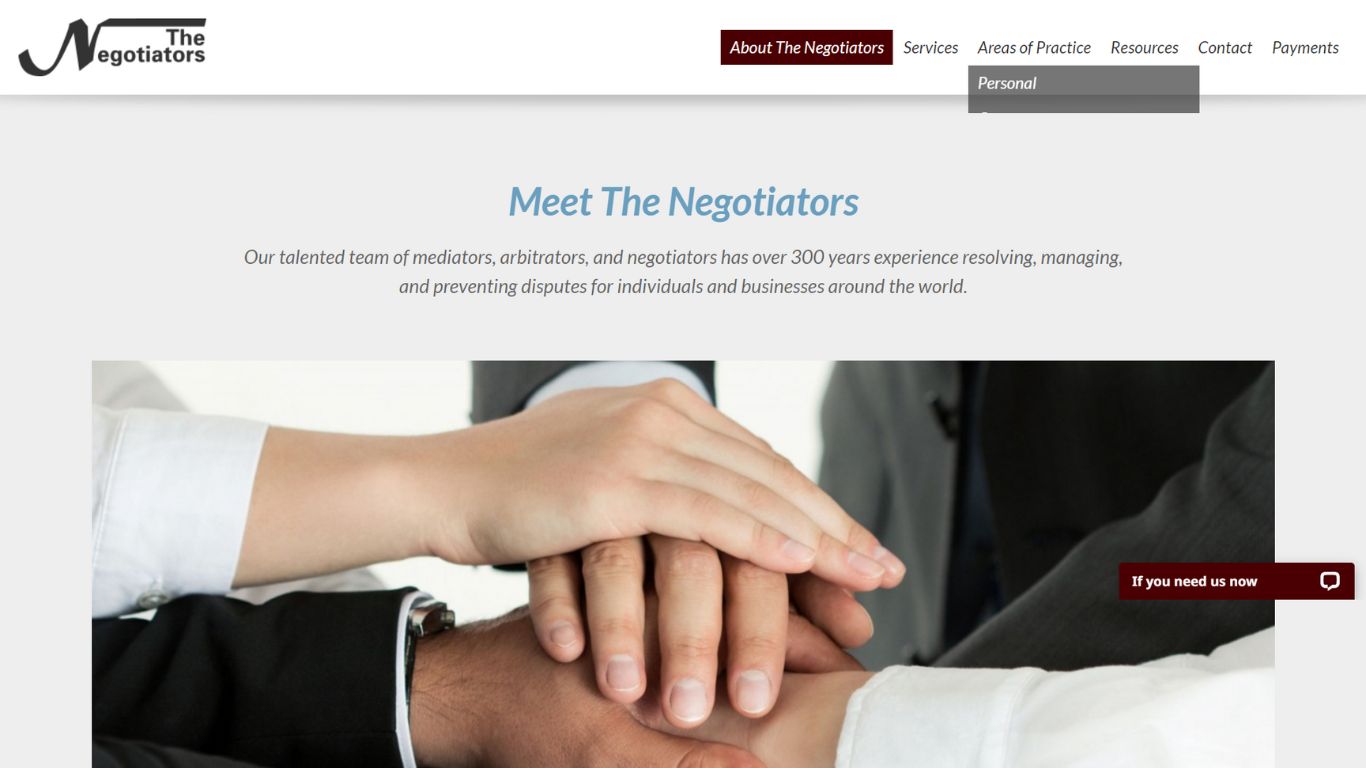 The
Negotiators
About The Negotiators Services Areas of Practice Resources Contact Payments
Personal
Meet The Negotiators
Our talented team of mediators, arbitrators, and negotiators has over 300 years experience resolving, managing,
and preventing disputes for individuals and businesses around the world.
If you need us now